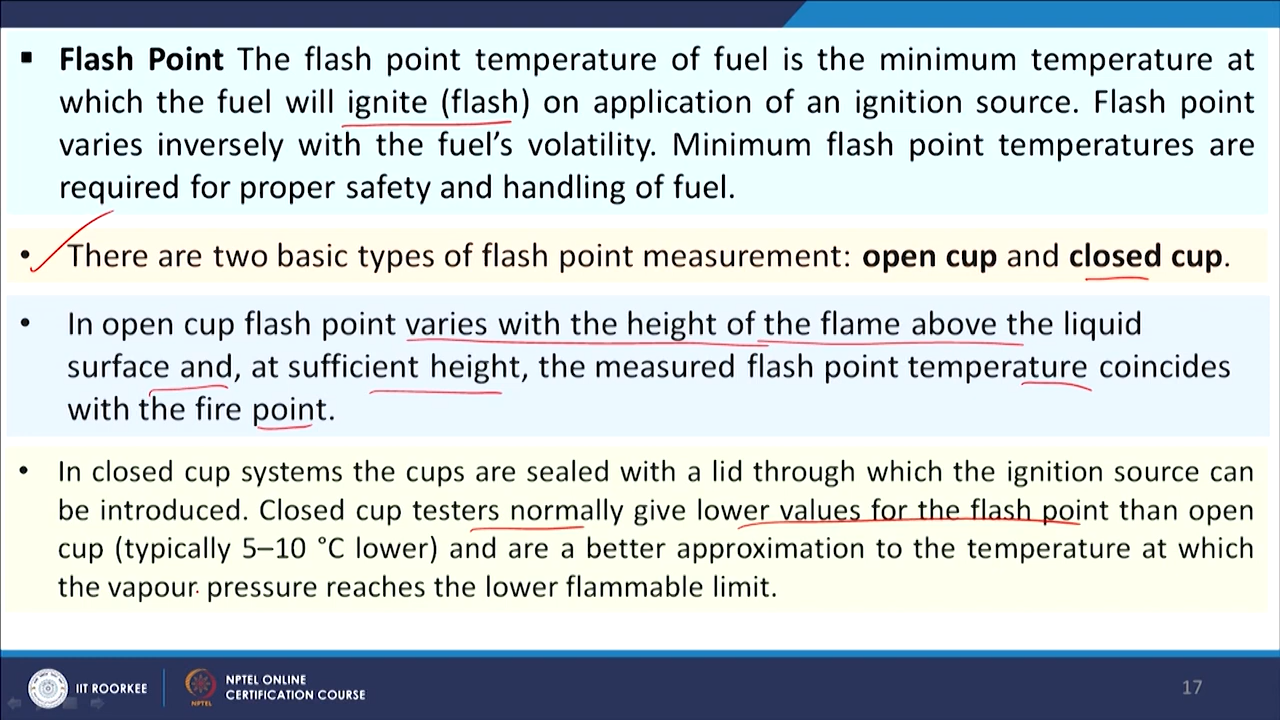 ▪ Flash Point The flash point temperature of fuel is the minimum temperature at
which the fuel will ignite (flash) on application of an ignition source. Flash point
varies inversely with the fuel’s volatility. Minimum flash point temperatures are
required for proper safety and handling of fuel.
• There are two basic types of flash point measurement: open cup and closed cup.
• In open cup flash point varies with the height of the flame above the liquid
surface and, at sufficient height, the measured flash point temperature coincides
with the fire point.
• In closed cup systems the cups are sealed with a lid through which the ignition source can
be introduced. Closed cup testers normally give lower values for the flash point than open
cup (typically 5–10 °C lower) and are a better approximation to the temperature at which
the vapour pressure reaches the lower flammable limit.
IIT ROORKEE
NPTEL
NPTEL ONLINE
CERTIFICATION COURSE
17